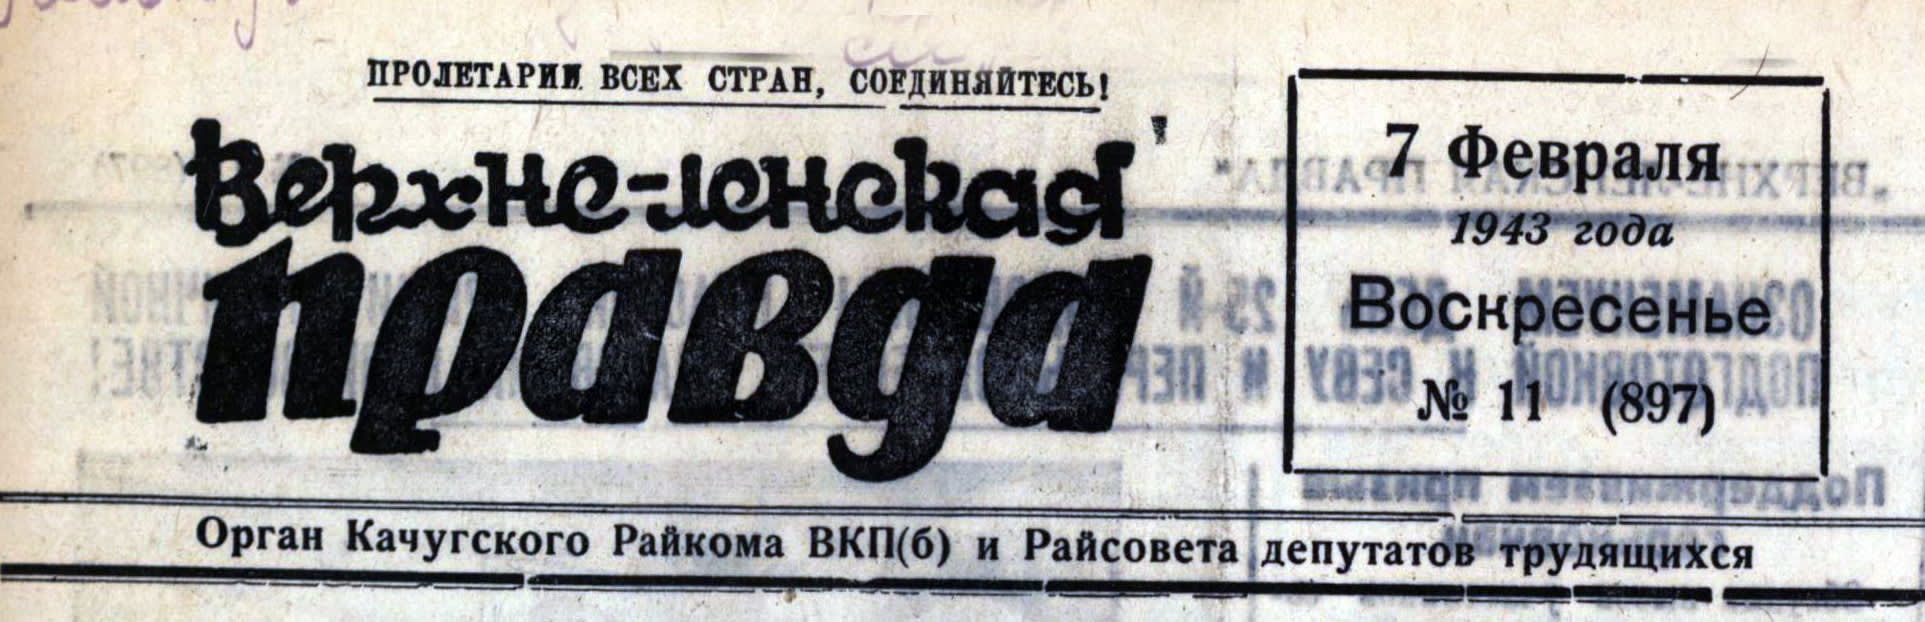 ПРОЛЕТАРИИ ВСЕХ СТРАН, СОЕДИНЯЙТЕСЬ!
Верхне-ленская
правда
7 Февраля
1943 года
Воскресенье
№ 11 (897)
Орган Качугского Райкома ВКП(б) и Райсовета депутатов трудящихся